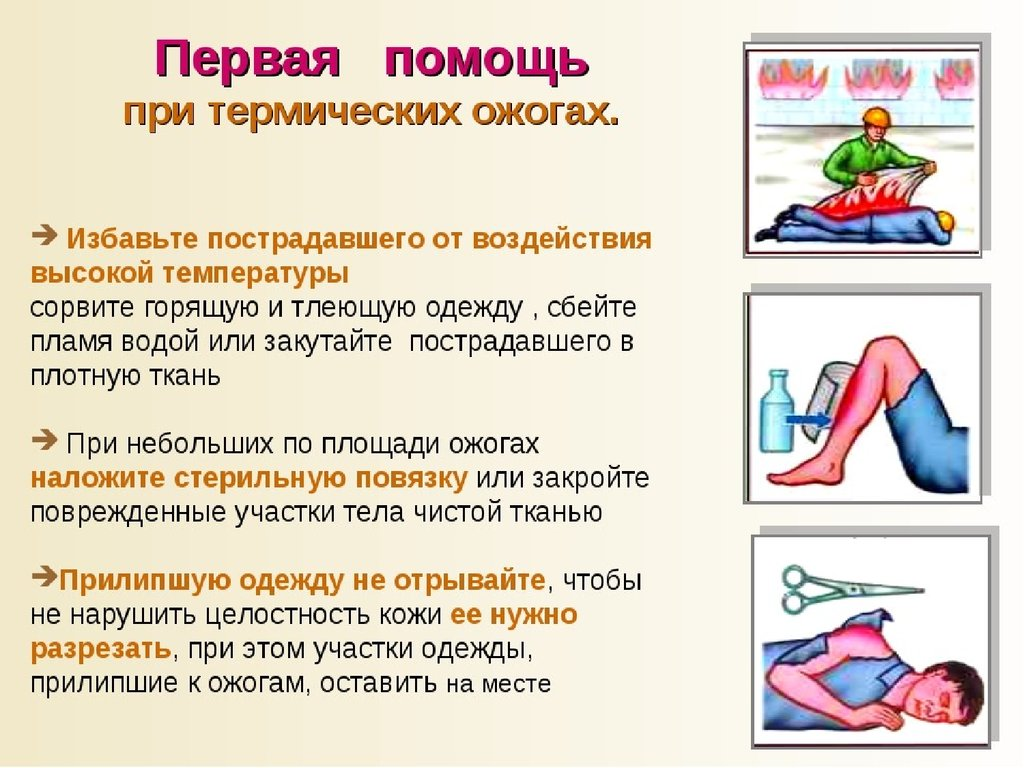 Первая помощь
при термических ожогах.
➔ Избавьте пострадавшего от воздействия
высокой температуры
сорвите горящую и тлеющую одежду , сбейте
пламя водой или закутайте пострадавшего в
плотную ткань
➔ При небольших по площади ожогах
наложите стерильную повязку или закройте
поврежденные участки тела чистой тканью
➔Прилипшую одежду не отрывайте, чтобы
не нарушить целостность кожи ее нужно
разрезать, при этом участки одежды,
прилипшие к ожогам, оставить на месте